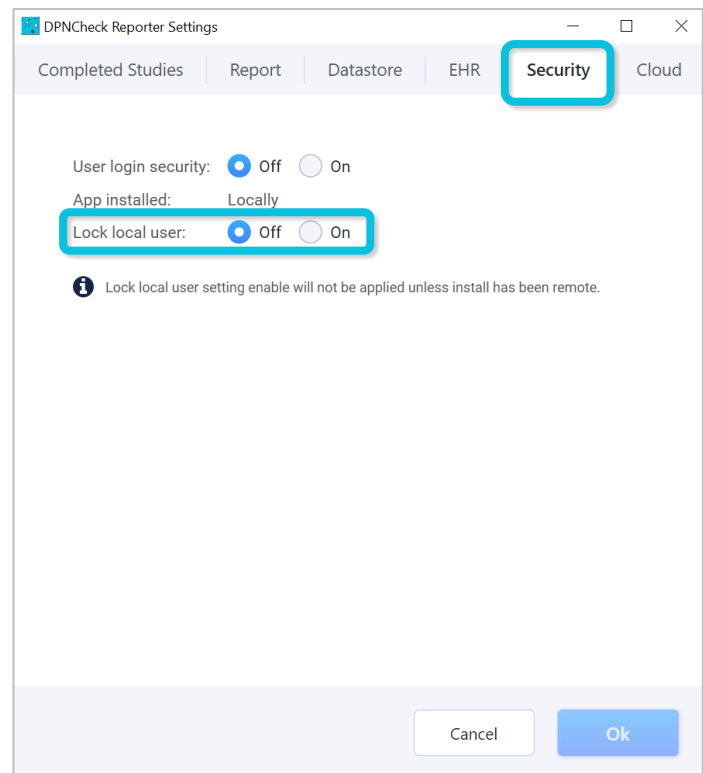 DPNCheck Reporter Settings
Completed Studies Report Datastore EHR Security Cloud
User login security: Off On
App installed: Locally
Lock local user: Off On
Lock local user setting enable will not be applied unless install has been remote.
Cancel Ok